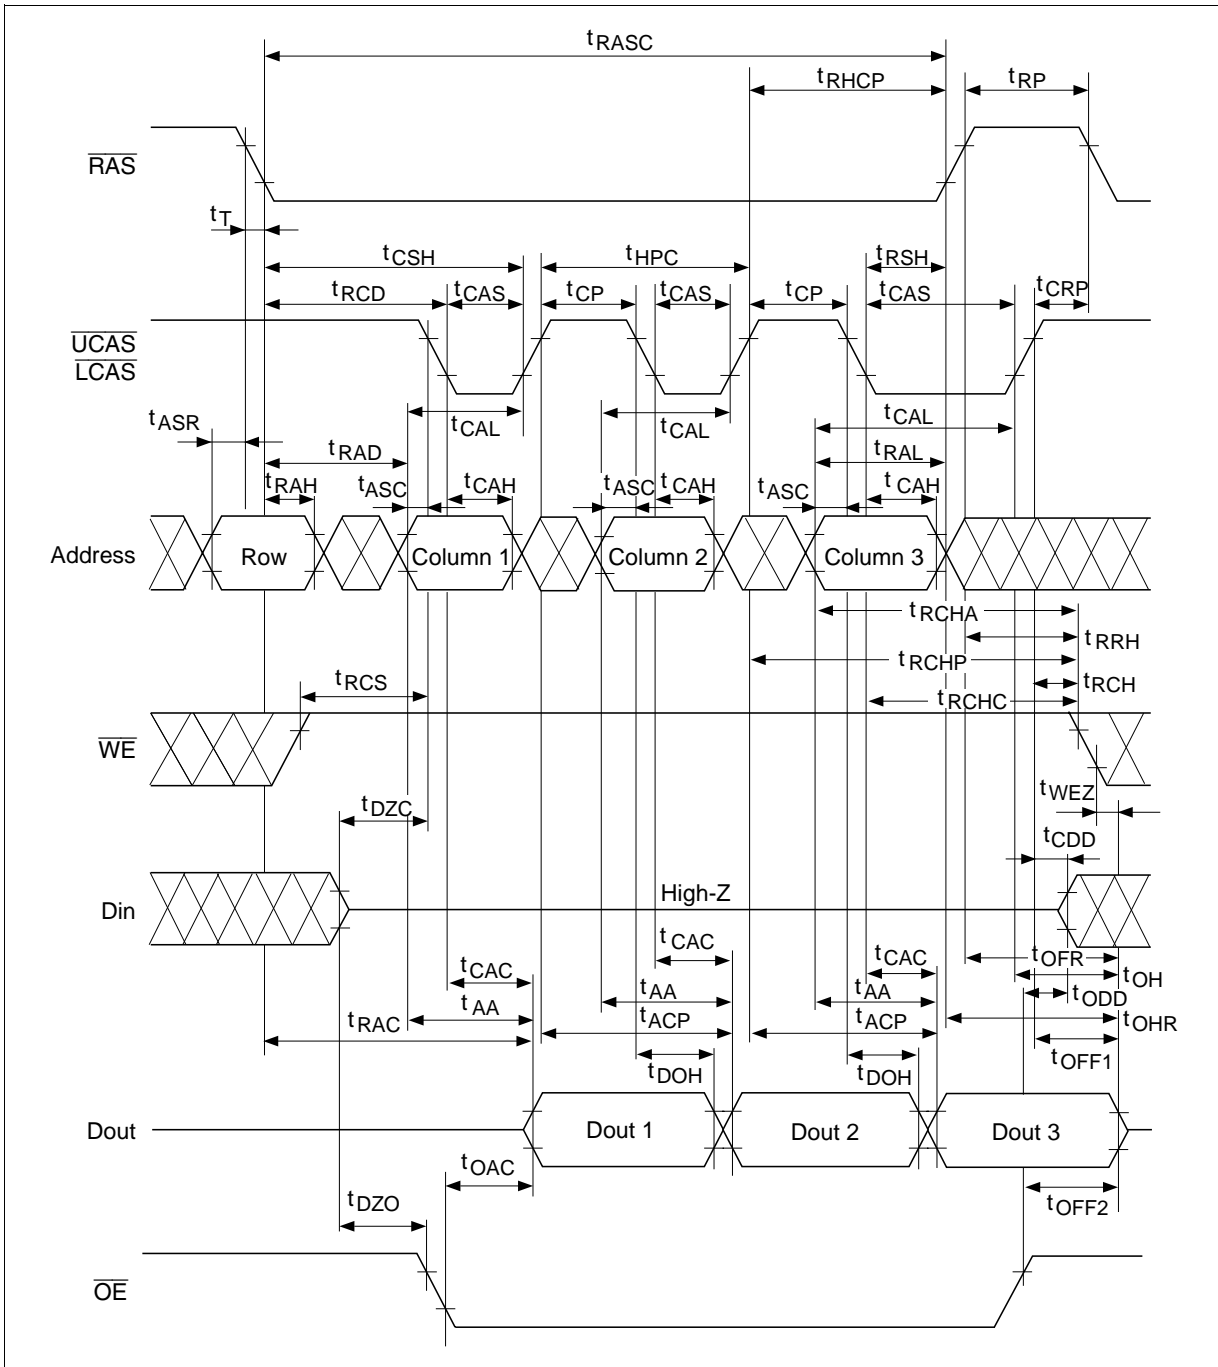 tRASC
tRHCP tRP
RAS
tT
tCSH tHPC tRSH
tRCD tCAS tCP tCAS tCP tCAS tCRP
UCAS
LCAS
tASR tCAL tCAL tCAL
tRAD tRAL
tRAH tASC tCAH tASC tCAH tASC tCAH
Address Row Column 1 Column 2 Column 3
tRCHA
tRRH
tRCHP
tRCS tRCH
tRCHC
WE
tWEZ
tDZC
tCDD
High-Z
Din
tCAC tCAC tOFR
tCAC tOH
tAA tAA tODD
tAA
tRAC tACP tACP tOHR
tOFF1
tDOH tDOH
Dout Dout 1 Dout 2 Dout 3
tOAC
tDZO tOFF2
OE